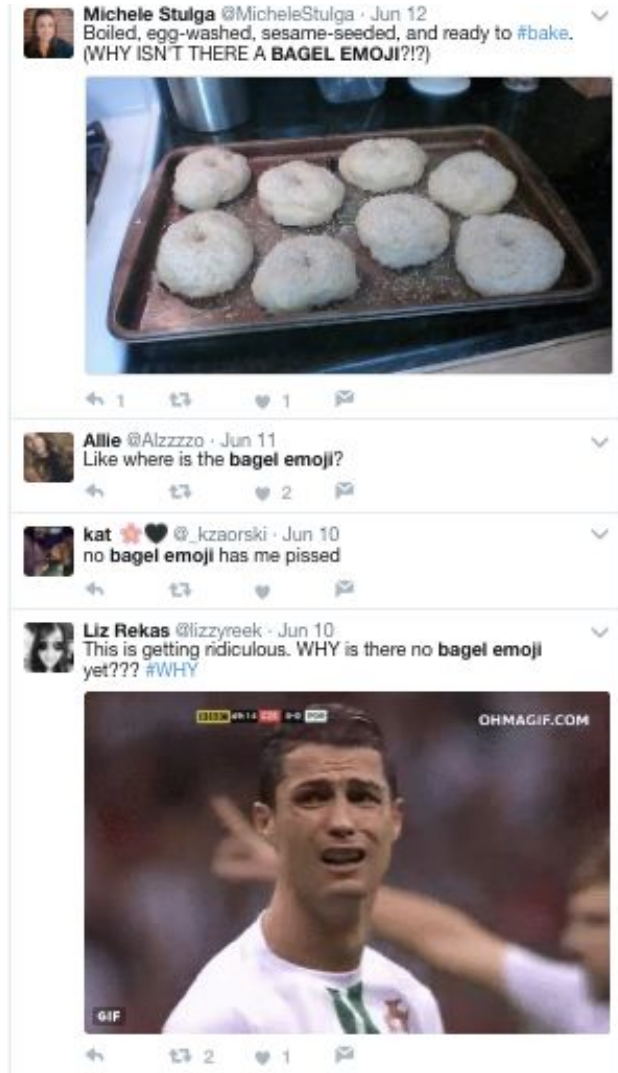 Michele Stulga @MicheleStulga · Jun 12
Boiled, egg-washed, sesame-seeded, and ready to #bake.
(WHY ISN'T THERE A BAGEL EMOJI?!?)
1 1
Allie @Alzzzzo · Jun 11
Like where is the bagel emoji?
2
kat 🌸🖤 @_kzaorski · Jun 10
no bagel emoji has me pissed
Liz Rekas @lizzyreek · Jun 10
This is getting ridiculous. WHY is there no bagel emoji
yet??? #WHY
OHMAGIF.COM
GIF
2 1